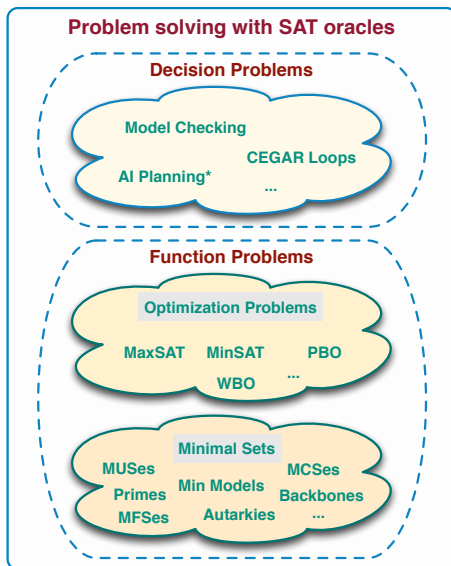 Problem solving with SAT oracles
Decision Problems
Model Checking
CEGAR Loops
AI Planning*
...
Function Problems
Optimization Problems
MaxSAT MinSAT PBO
WBO ...
Minimal Sets
MUSes MCSes
Min Models
Primes Backbones
MFSes Autarkies ...